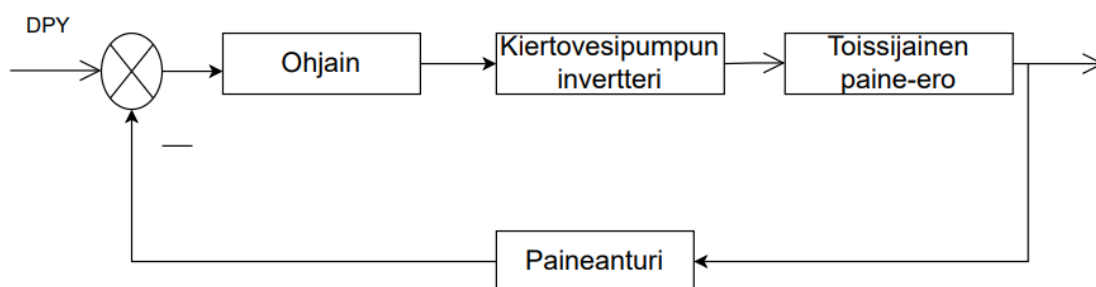 DPY
Ohjain
Kiertovesipumpun
invertteri
Toissijainen
paine-ero
Paineanturi